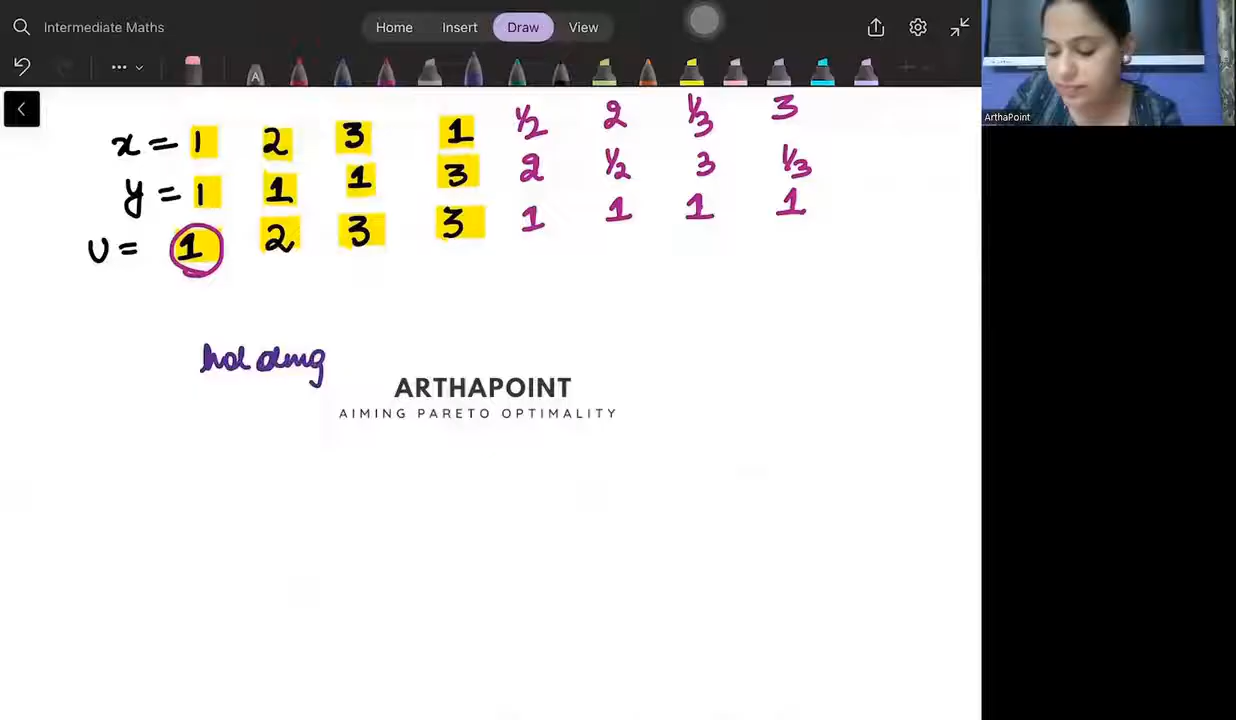 Intermediate Maths
Home Insert Draw View
A
ArthaPoint
x = 1 2 3 1 1/2 2 1/3 3
y = 1 1 1 3 2 1/2 3 1/3
U = 1 2 3 3 1 1 1 1
holding
ARTHAPOINT
AIMING PARETO OPTIMALITY